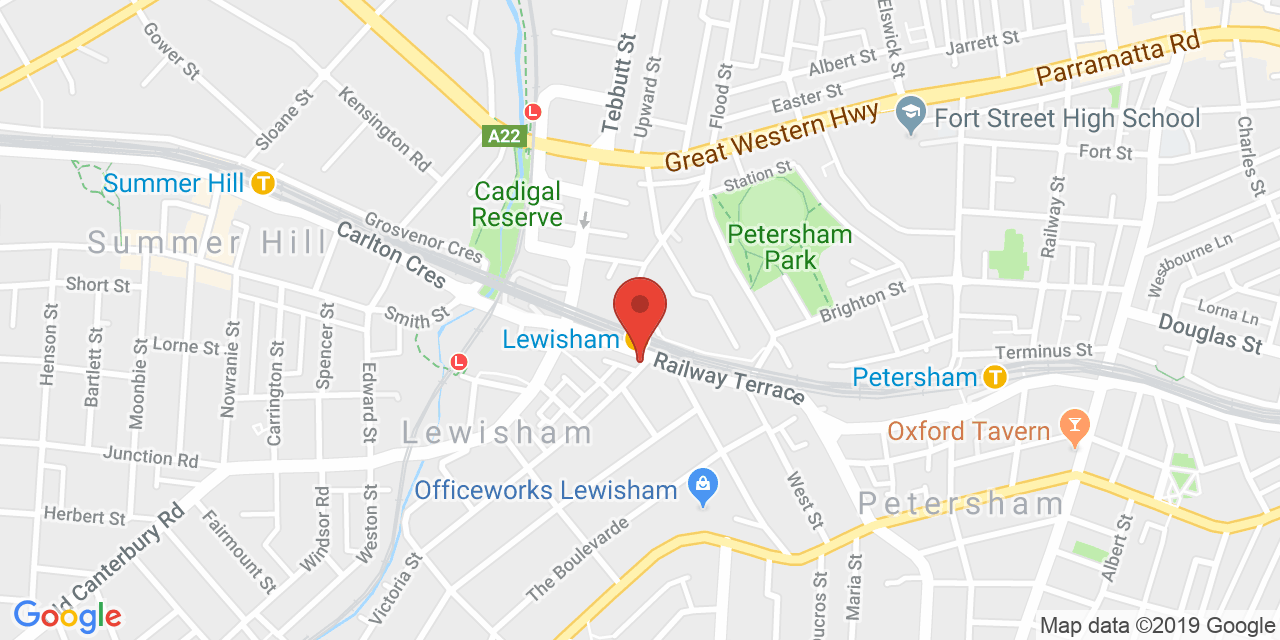 Gower St
Sloane St
Kensington Rd
Tebbutt St
Upward St
Flood St
Elswick St
Albert St
Jarrett St
Easter St
Parramatta Rd
Great Western Hwy
A22
L
Fort Street High School
Fort St
Charles St
Station St
Summer Hill
T
Cadigal
Reserve
Grosvenor Cres
Carlton Cres
Summer Hill
Petersham
Park
Railway St
Westbourne Ln
Short St
Smith St
Brighton St
Lorna Ln
Douglas St
Henson St
Bartlett St
Moonbie St
Lorne St
Nowranie St
Carrington St
Spencer St
Edward St
L
Lewisham
Railway Terrace
Terminus St
Petersham
T
Lewisham
Oxford Tavern
Junction Rd
Officeworks Lewisham
West St
Petersham
Herbert St
Old Canterbury Rd
Fairmount St
Windsor Rd
Weston St
Victoria St
The Boulevarde
Ducros St
Maria St
Albert St
Google
Map data ©2019 Google